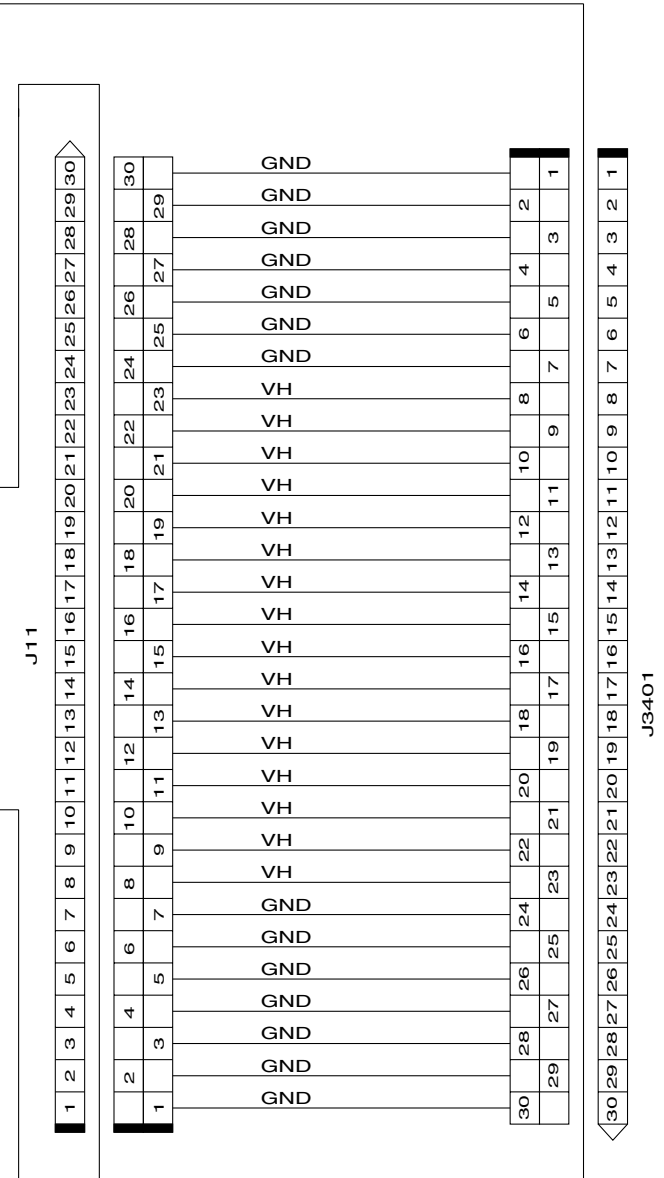 30 30 GND 1 1
29 29 GND 2 2
28 28 GND 3 3
27 27 GND 4 4
26 26 GND 5 5
25 25 GND 6 6
24 24 GND 7 7
23 23 VH 8 8
22 22 VH 9 9
21 21 VH 10 10
20 20 VH 11 11
19 19 VH 12 12
18 18 VH 13 13
17 17 VH 14 14
16 16 VH 15 15
J11
15 15 VH 16 16
14 14 VH 17 17
J3401
13 13 VH 18 18
12 12 VH 19 19
11 11 VH 20 20
10 10 VH 21 21
9 9 VH 22 22
8 8 VH 23 23
7 7 GND 24 24
6 6 GND 25 25
5 5 GND 26 26
4 4 GND 27 27
3 3 GND 28 28
2 2 GND 29 29
1 1 GND 30 30